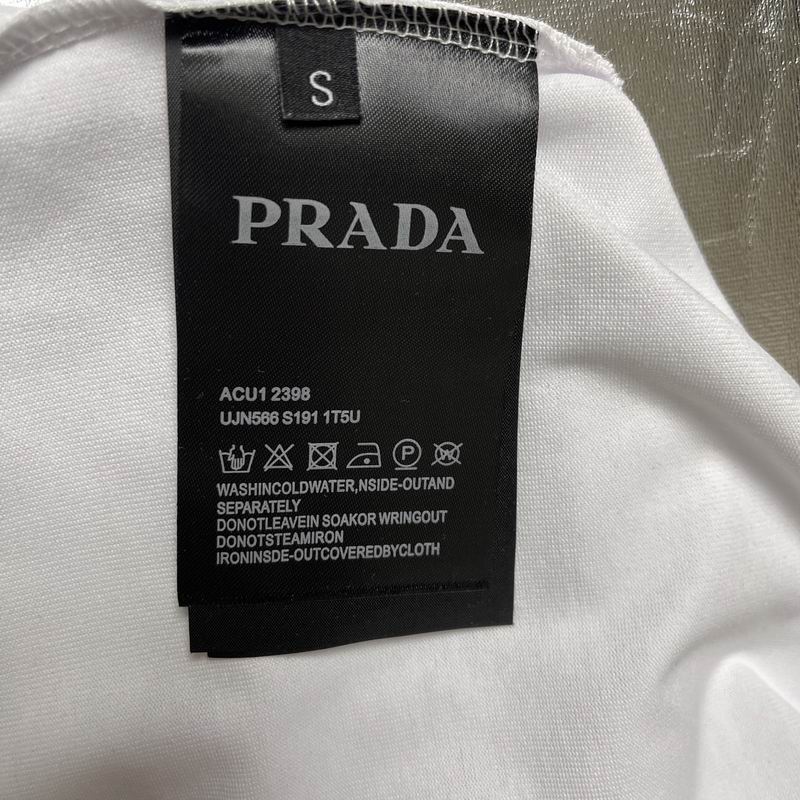 S
PRADA
ACU1 2398
UJN566 S191 1T5U
P W
WASHINCOLDWATER,NSIDE-OUTAND
SEPARATELY
DONOTLEAVEIN SOAKOR WRINGOUT
DONOTSTEAMIRON
IRONINSDE-OUTCOVEREDBYCLOTH